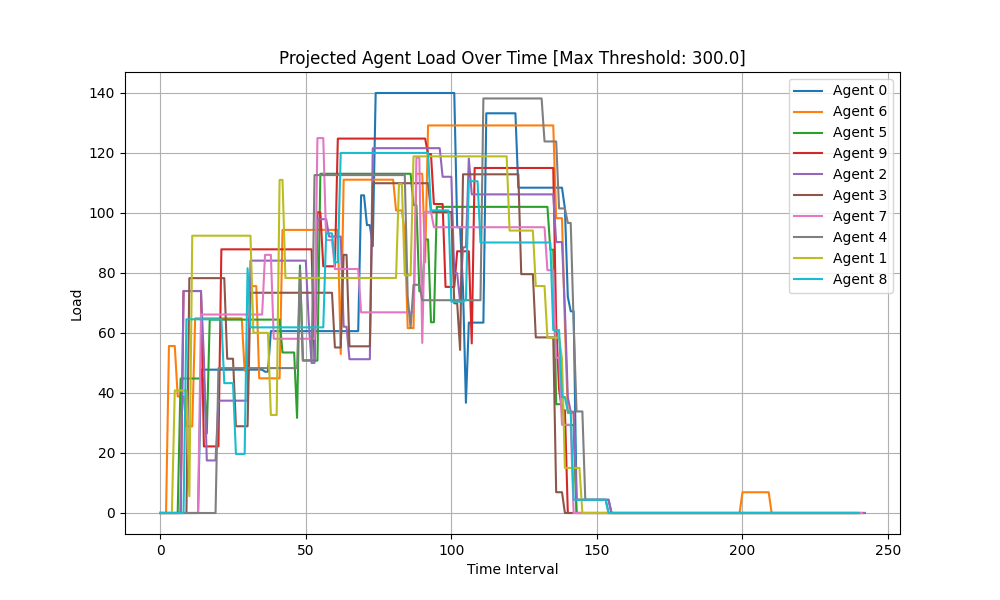 Projected Agent Load Over Time [Max Threshold: 300.0]
Load
140
120
100
80
60
40
20
0
0 50 100 150 200 250
Time Interval
Agent 0
Agent 6
Agent 5
Agent 9
Agent 2
Agent 3
Agent 7
Agent 4
Agent 1
Agent 8